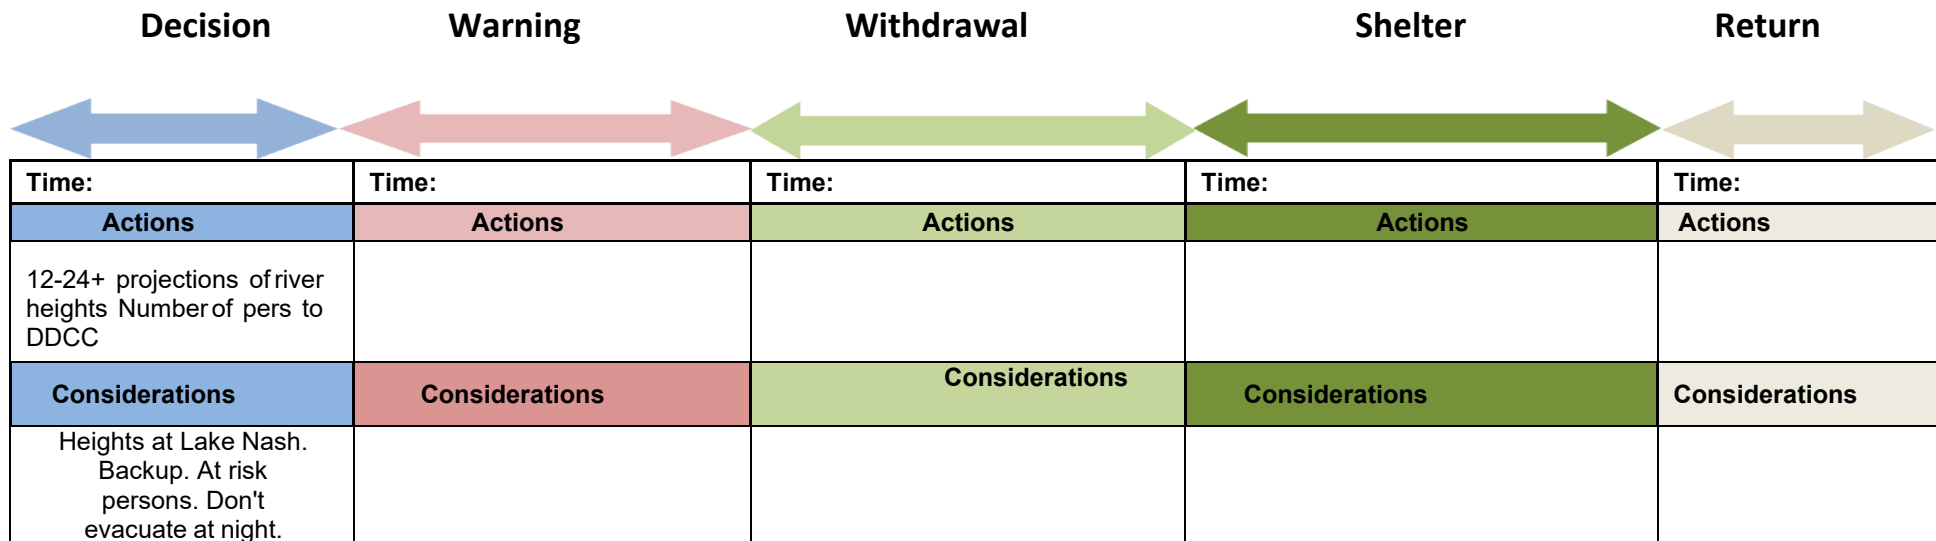 Decision Warning Withdrawal Shelter Return
Time: Time: Time: Time: Time:
Actions Actions Actions Actions Actions
12-24+ projections of river
heights Number of pers to
DDCC
Considerations Considerations Considerations Considerations Considerations
Heights at Lake Nash.
Backup. At risk
persons. Don't
evacuate at night.